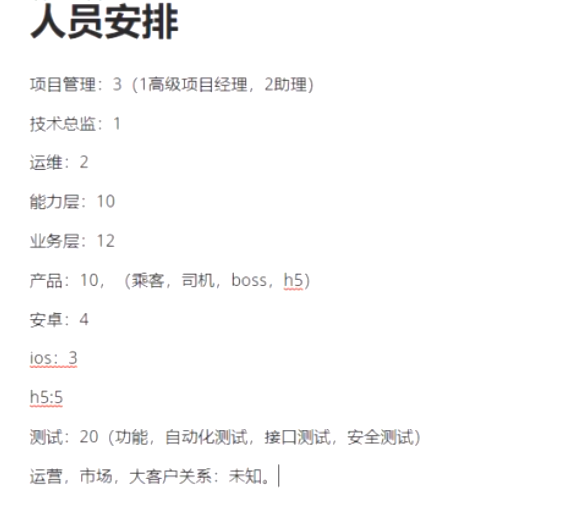 人员安排
项目管理：3（1高级项目经理，2助理）
技术总监：1
运维：2
能力层：10
业务层：12
产品：10，（乘客，司机，boss，h5）
安卓：4
ios：3
h5:5
测试：20（功能，自动化测试，接口测试，安全测试）
运营，市场，大客户关系：未知。